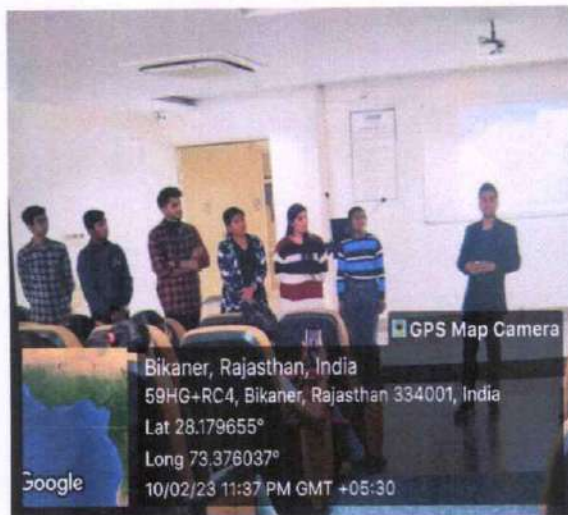 GPS Map Camera
Bikaner, Rajasthan, India
59HG+RC4, Bikaner, Rajasthan 334001, India
Lat 28.179655°
Long 73.376037°
10/02/23 11:37 PM GMT +05:30
Google